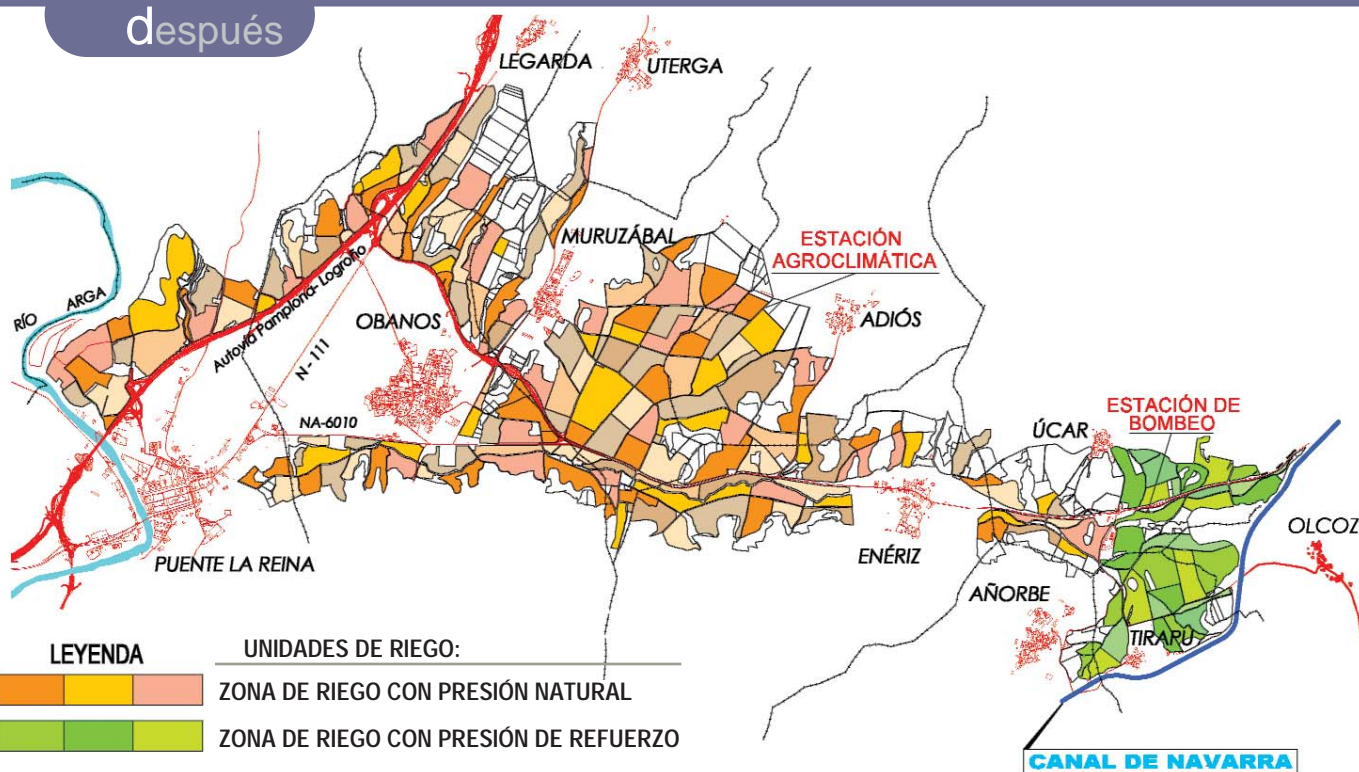 después
LEGARDA
UTERGA
MURUZÁBAL
ESTACIÓN
AGROCLIMÁTICA
RÍO ARGA
Autovía Pamplona- Logroño
OBANOS
ADIÓS
N - 111
NA-6010
ÚCAR
ESTACIÓN DE
BOMBEO
OLCOZ
PUENTE LA REINA
ENÉRIZ
AÑORBE
TIRAPU
LEYENDA
UNIDADES DE RIEGO:
ZONA DE RIEGO CON PRESIÓN NATURAL
ZONA DE RIEGO CON PRESIÓN DE REFUERZO
CANAL DE NAVARRA